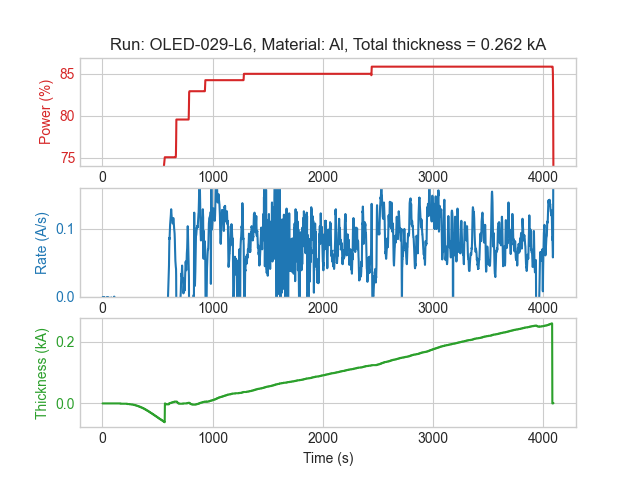 Run: OLED-029-L6, Material: Al, Total thickness = 0.262 kA
85
80
75
Power (%)
0 1000 2000 3000 4000
0.1
0.0
Rate (A/s)
0 1000 2000 3000 4000
0.2
0.0
Thickness (kA)
0 1000 2000 3000 4000
Time (s)